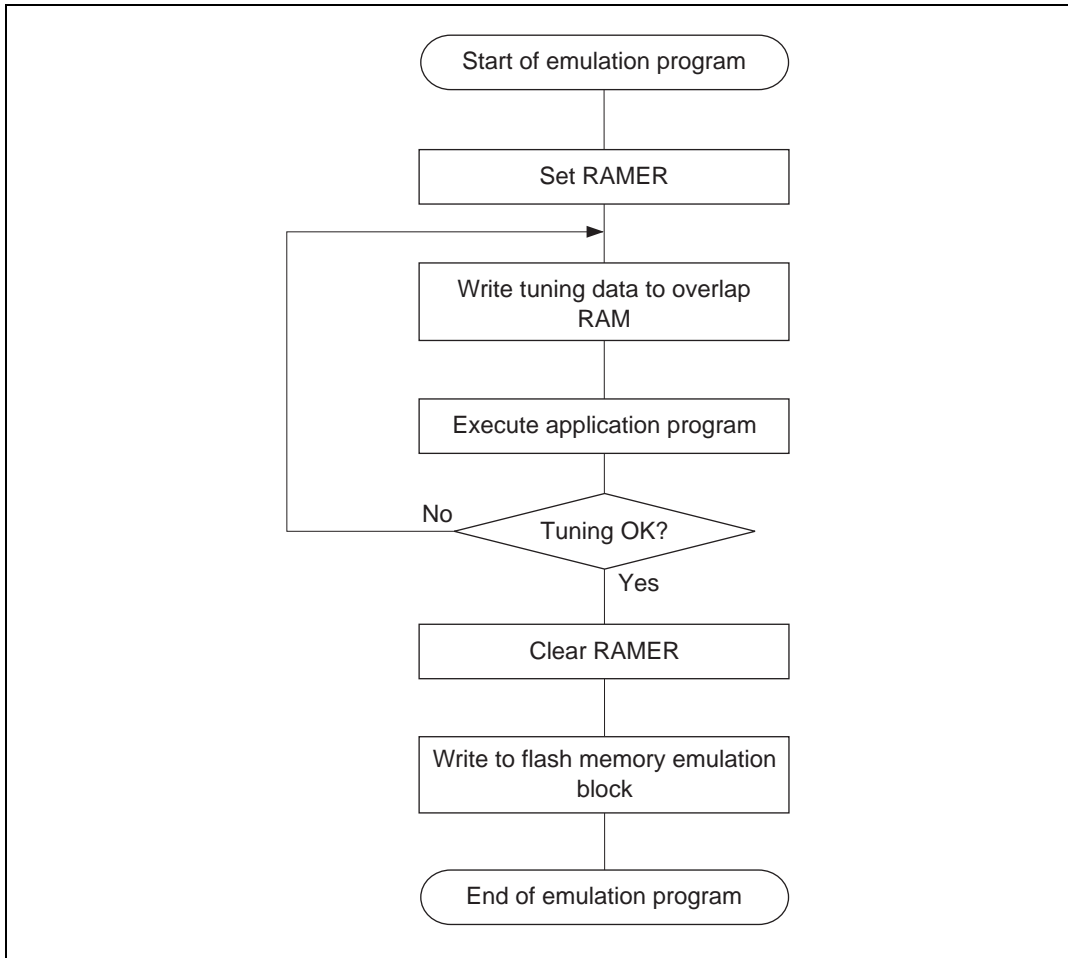 Start of emulation program
Set RAMER
Write tuning data to overlap
RAM
Execute application program
No
Tuning OK?
Yes
Clear RAMER
Write to flash memory emulation
block
End of emulation program